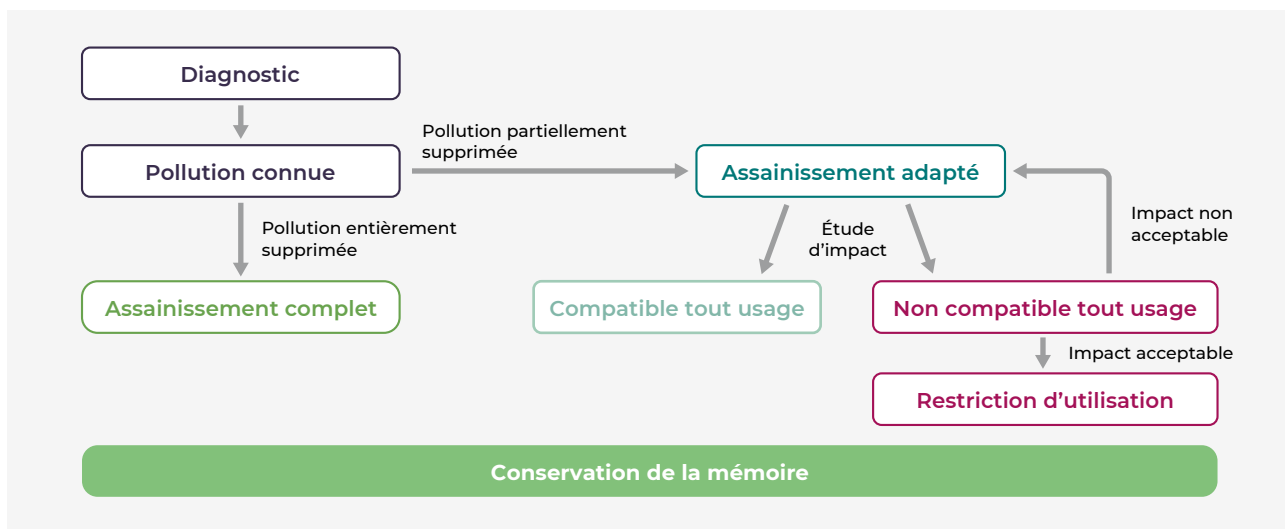 Diagnostic
Pollution partiellement
supprimée
Pollution connue
Assainissement adapté
Pollution entièrement
supprimée
Étude
d’impact
Impact non
acceptable
Assainissement complet
Compatible tout usage
Non compatible tout usage
Impact acceptable
Restriction d’utilisation
Conservation de la mémoire